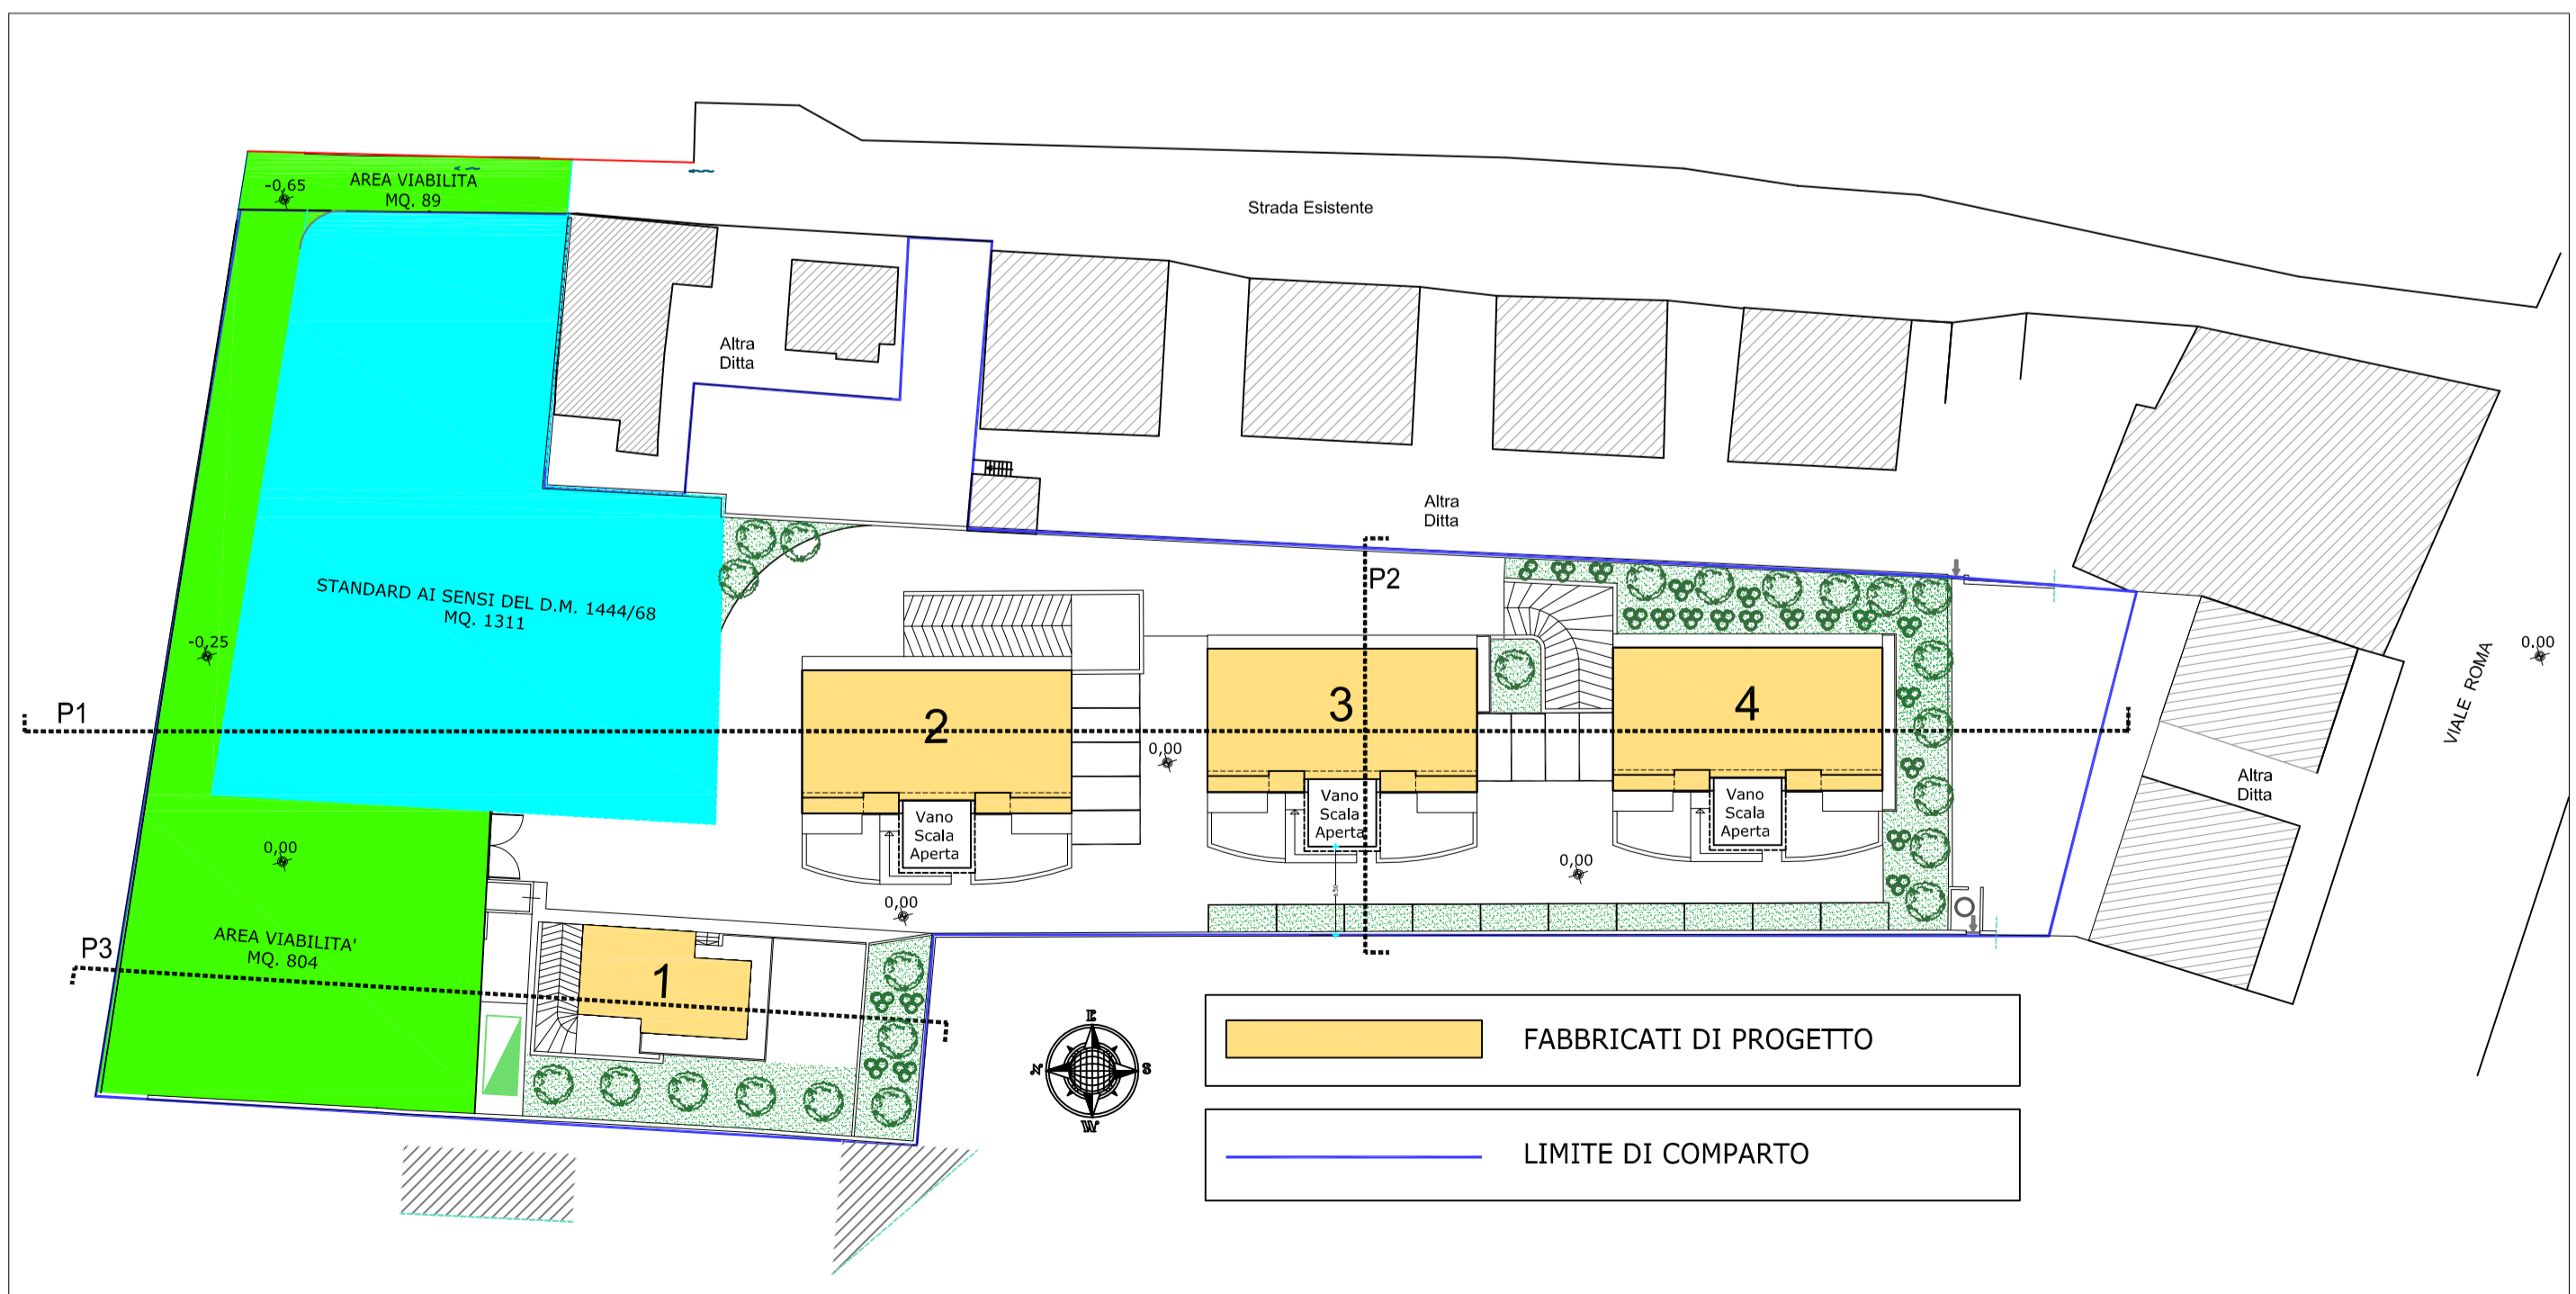 -0,65
AREA VIABILITA
MQ. 89
Strada Esistente
Altra
Ditta
Altra
Ditta
P2
STANDARD AI SENSI DEL D.M. 1444/68
MQ. 1311
-0,25
0.00
VIALE ROMA
P1
2
3
4
0,00
Altra
Ditta
Vano
Scala
Aperta
Vano
Scala
Aperta
Vano
Scala
Aperta
0,00
0,00
0,00
AREA VIABILITA'
MQ. 804
P3
1
E
N
S
W
FABBRICATI DI PROGETTO
LIMITE DI COMPARTO